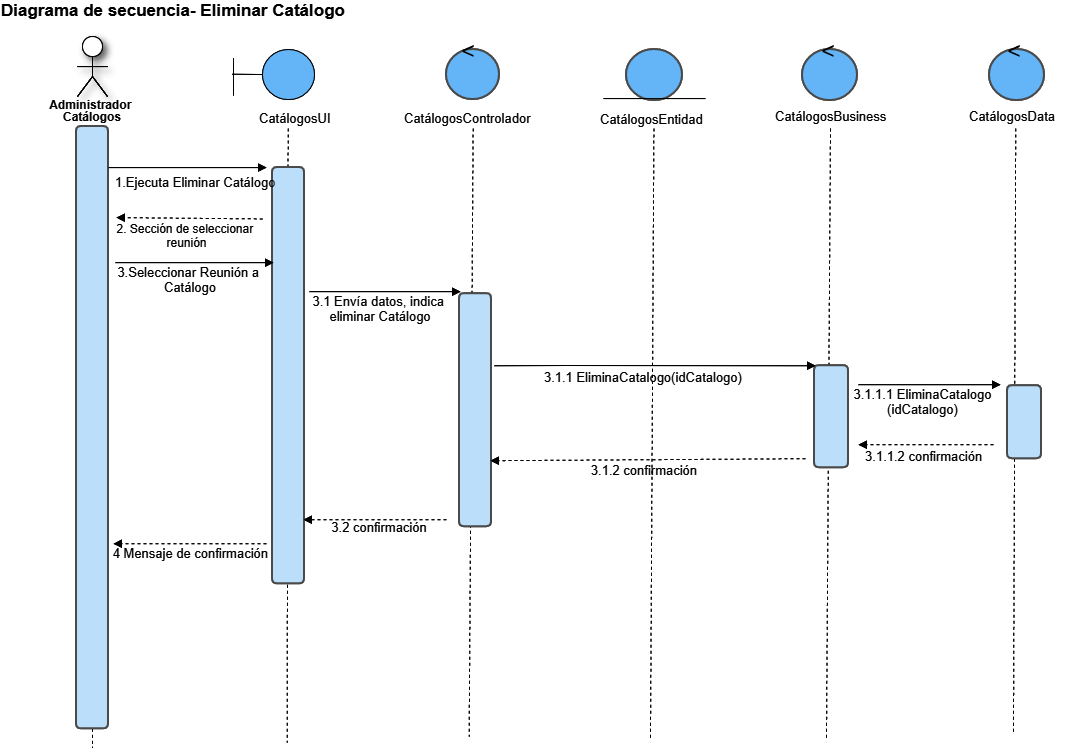 Diagrama de secuencia- Eliminar Catálogo
Administrador
Catálogos
CatálogosUI
CatálogosControlador
CatálogosEntidad
CatálogosBusiness
CatálogosData
1.Ejecuta Eliminar Catálogo
2. Sección de seleccionar
reunión
3.Seleccionar Reunión a
Catálogo
3.1 Envía datos, indica
eliminar Catálogo
3.1.1 EliminaCatalogo(idCatalogo)
3.1.1.1 EliminaCatalogo
(idCatalogo)
3.1.1.2 confirmación
3.1.2 confirmación
3.2 confirmación
4 Mensaje de confirmación